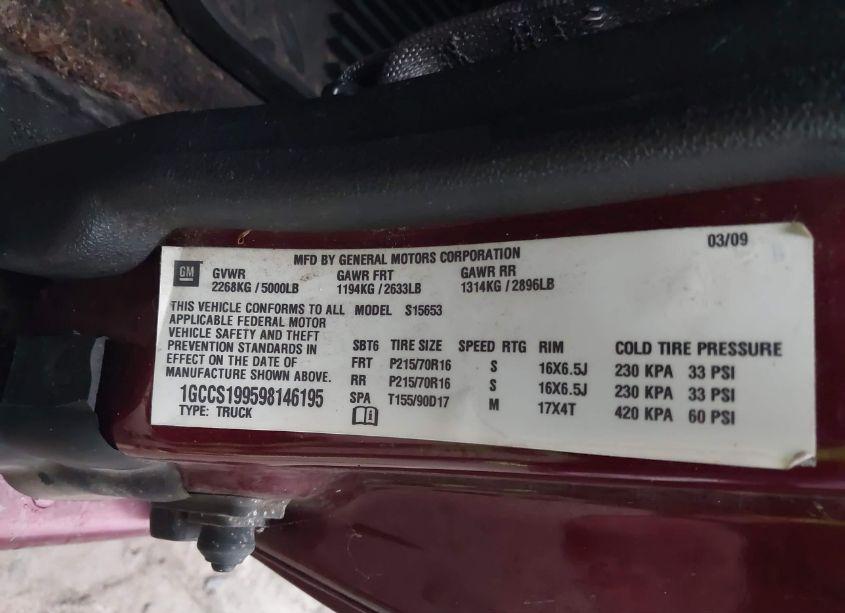 MFD BY GENERAL MOTORS CORPORATION 03/09
GM GVWR GAWR FRT GAWR RR
2268KG / 5000LB 1194KG / 2633LB 1314KG / 2896LB
THIS VEHICLE CONFORMS TO ALL MODEL S15653
APPLICABLE FEDERAL MOTOR
VEHICLE SAFETY AND THEFT
PREVENTION STANDARDS IN
EFFECT ON THE DATE OF
MANUFACTURE SHOWN ABOVE.
1GCCS199598146195
TYPE: TRUCK
SBT6 TIRE SIZE SPEED RTG RIM COLD TIRE PRESSURE
FRT P215/70R16 S 16X6.5J 230 KPA 33 PSI
RR P215/70R16 S 16X6.5J 230 KPA 33 PSI
SPA T155/90D17 M 17X4T 420 KPA 60 PSI